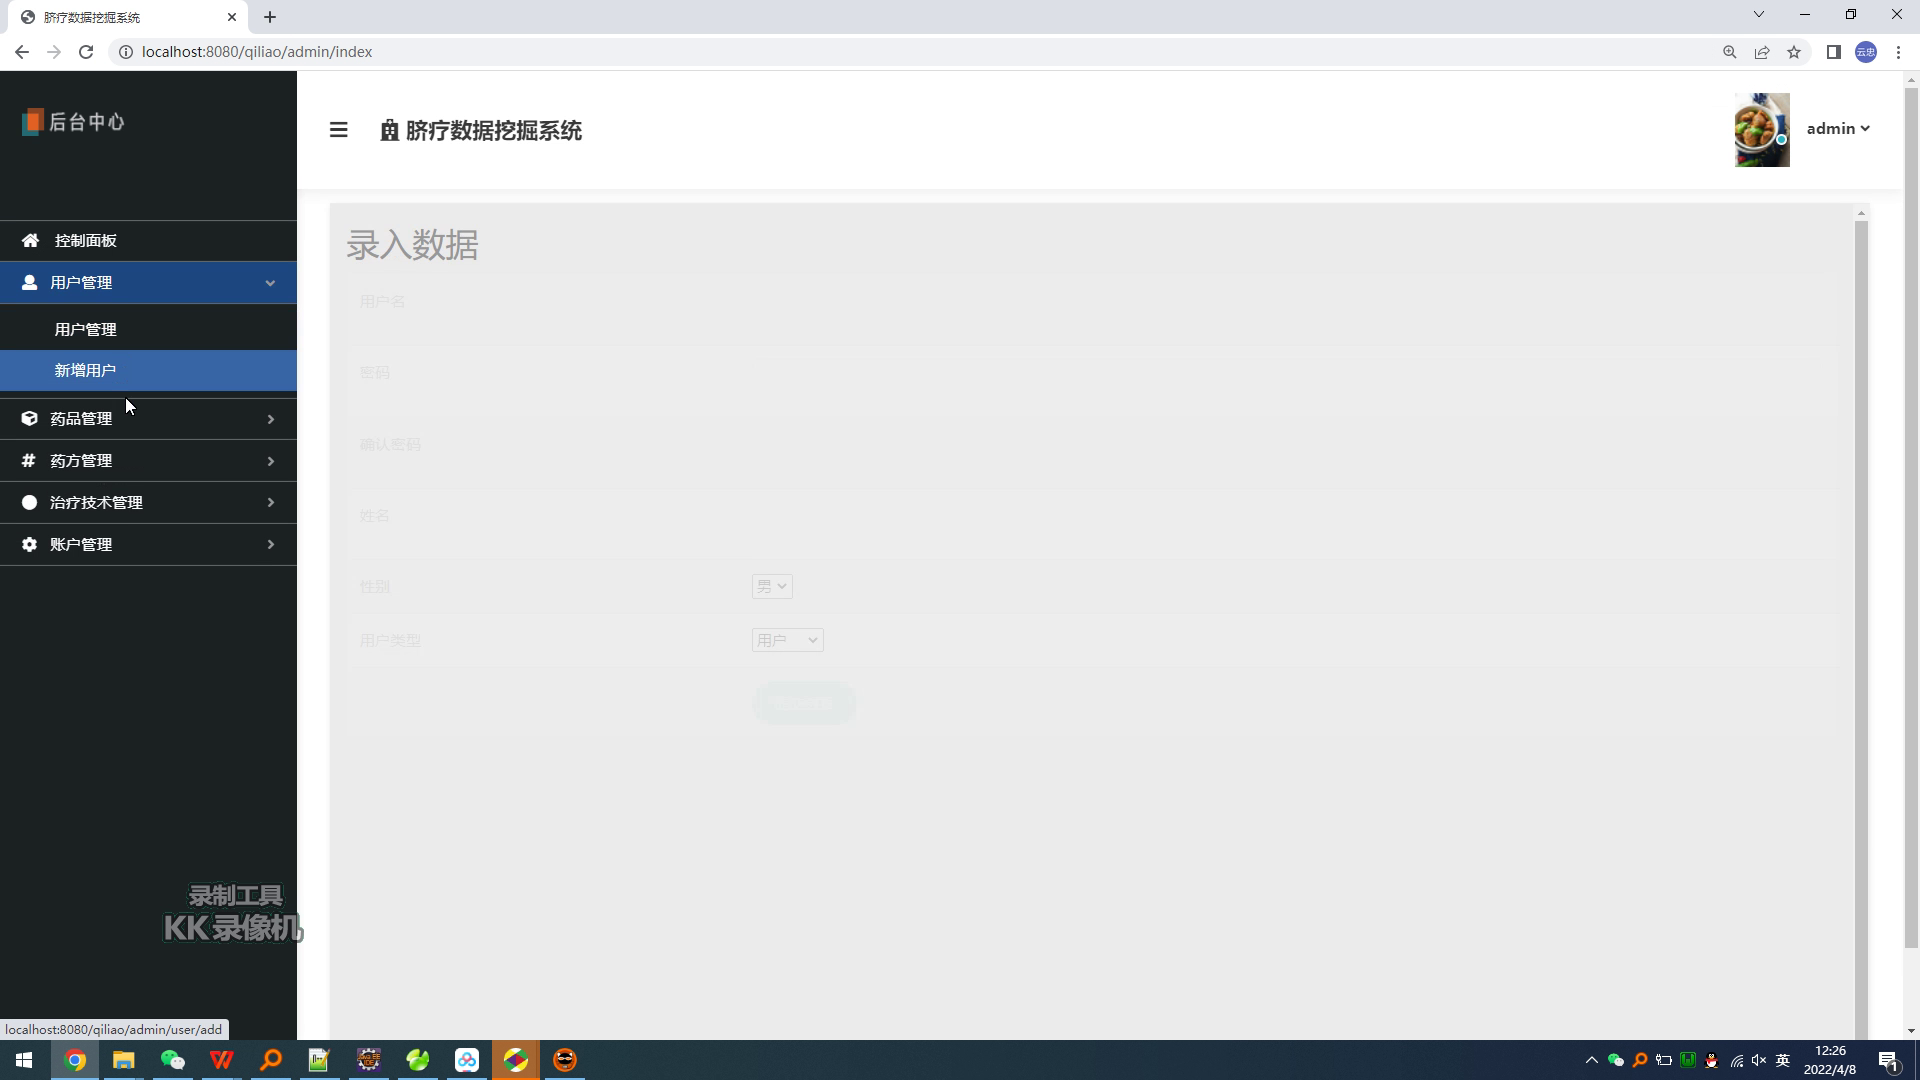 脐疗数据挖掘系统
localhost:8080/qiliao/admin/index
云忠
后台中心
脐疗数据挖掘系统
admin
控制面板
用户管理
用户管理
新增用户
药品管理
药方管理
治疗技术管理
账户管理
录入数据
用户名
密码
确认密码
姓名
性别
男
用户类型
用户
录制工具
KK录像机
localhost:8080/qiliao/admin/user/add
英
12:26
2022/4/8
1